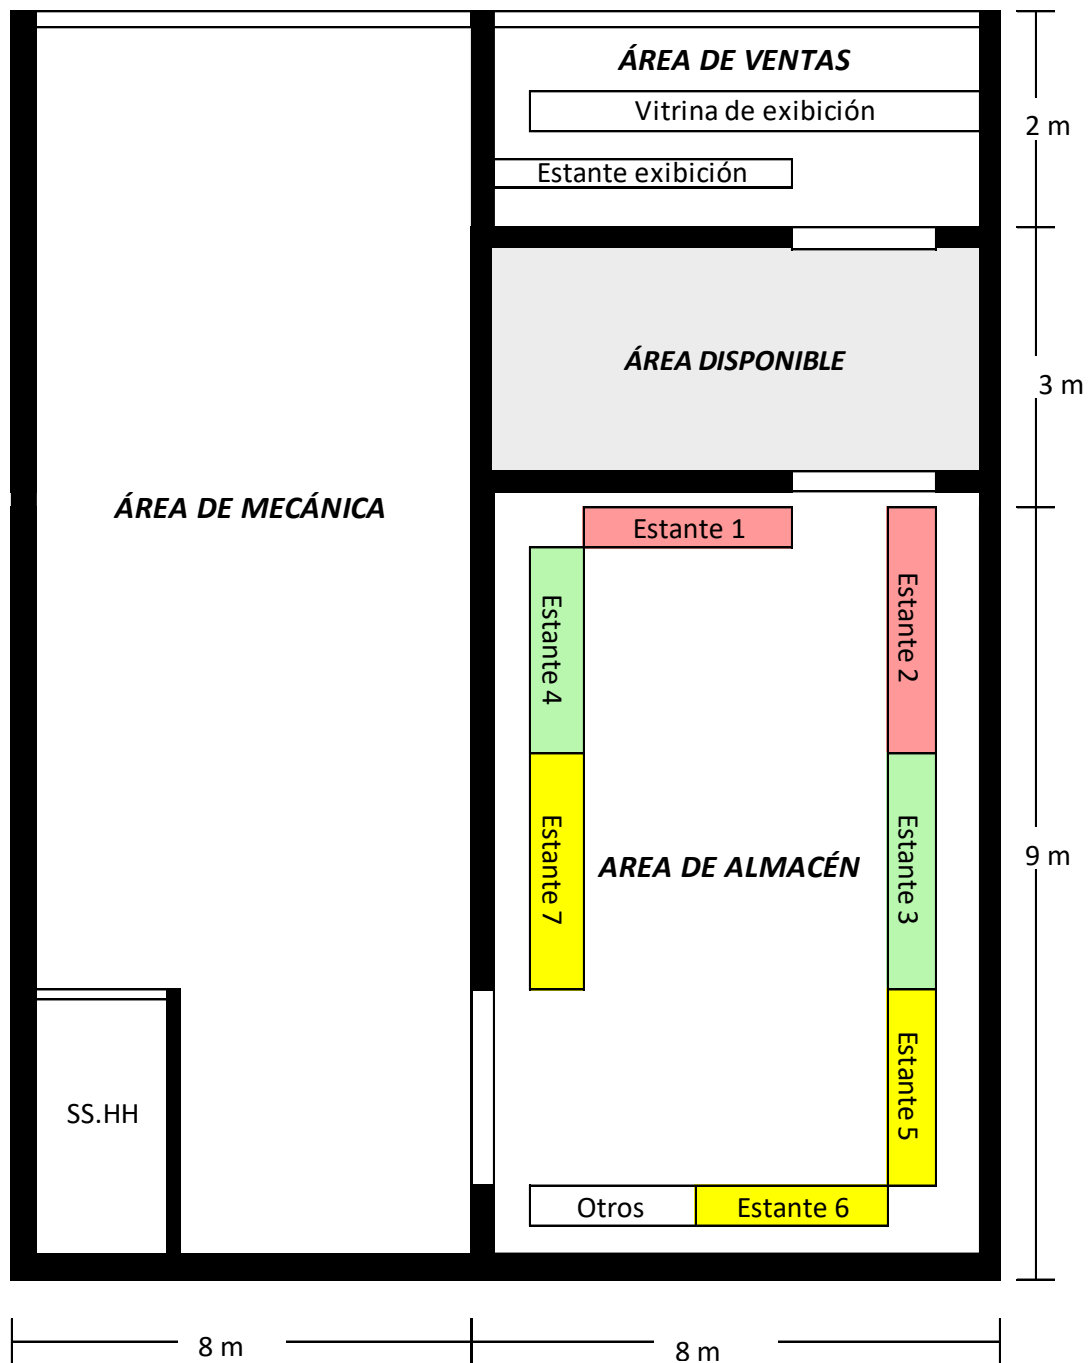 ÁREA DE VENTAS
Vitrina de exibición
2 m
Estante exibición
ÁREA DISPONIBLE
3 m
ÁREA DE MECÁNICA
Estante 1
Estante 2
Estante 4
Estante 7
AREA DE ALMACÉN
Estante 3
9 m
Estante 5
SS.HH
Otros
Estante 6
8 m
8 m